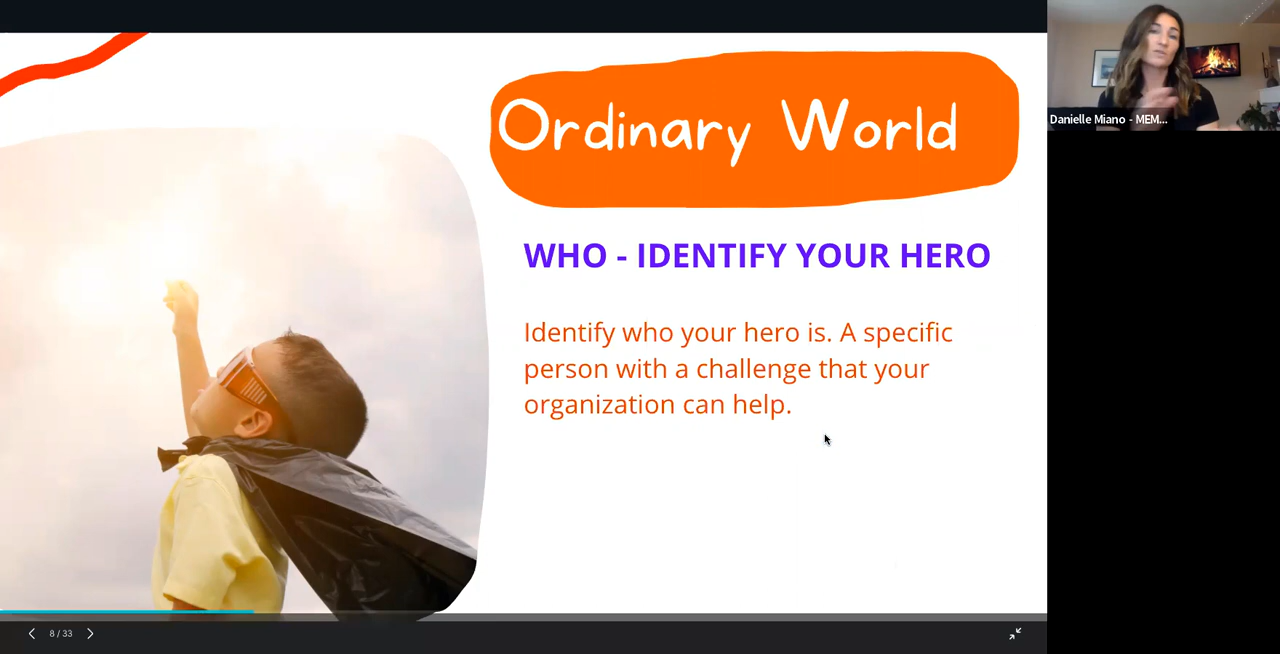 Ordinary World
WHO - IDENTIFY YOUR HERO
Identify who your hero is. A specific
person with a challenge that your
organization can help.
Danielle Miano - MEM...
8 / 33